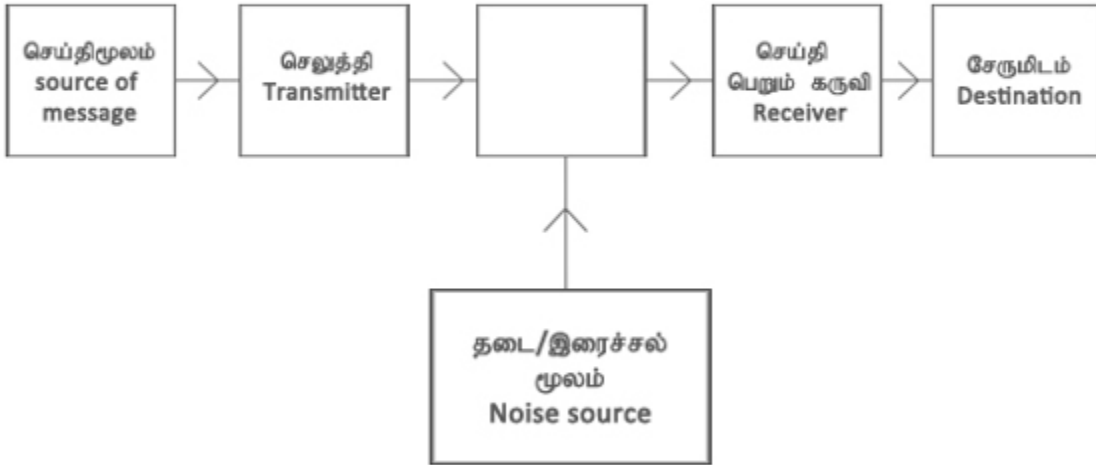 செய்திமூலம்
source of
message
செலுத்தி
Transmitter
செய்தி
பெறும் கருவி
Receiver
சேருமிடம்
Destination
தடை/இரைச்சல்
மூலம்
Noise source